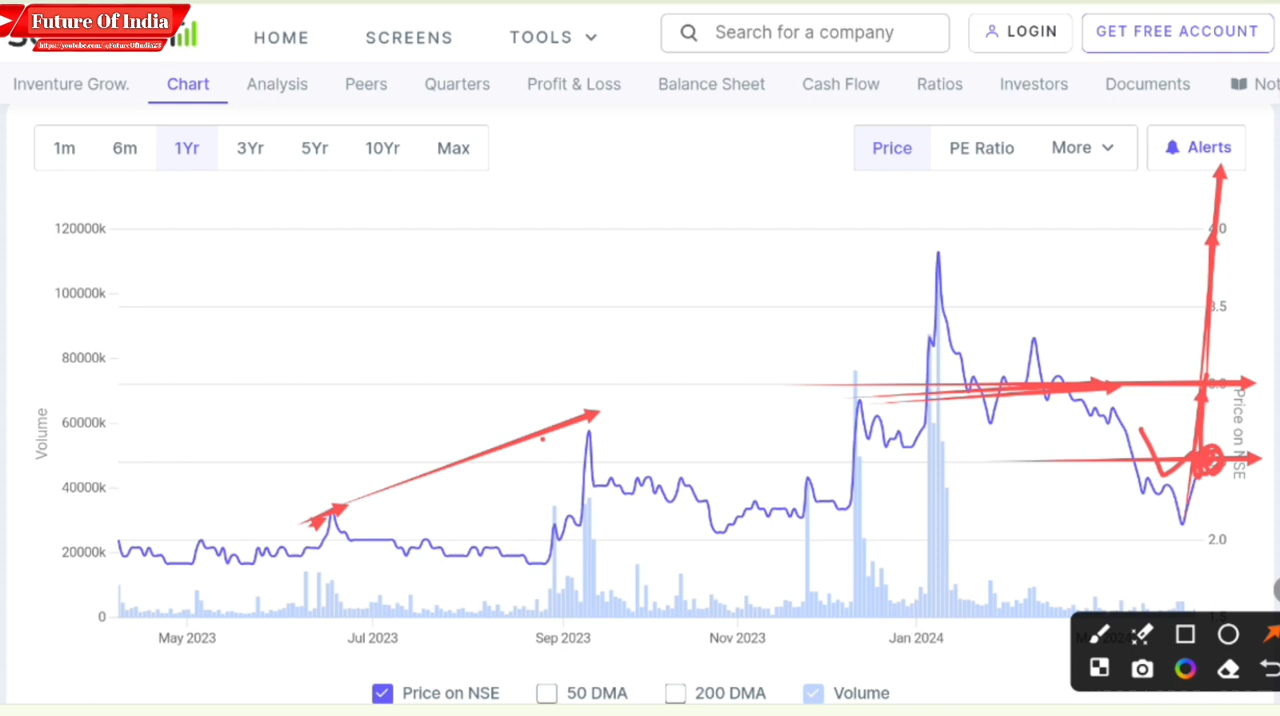 Future Of India
HOME SCREENS TOOLS
Search for a company
LOGIN
GET FREE ACCOUNT
Inventure Grow. Chart Analysis Peers Quarters Profit & Loss Balance Sheet Cash Flow Ratios Investors Documents
1m 6m 1Yr 3Yr 5Yr 10Yr Max
Price PE Ratio More
Alerts
120000k
100000k
80000k
60000k
40000k
20000k
0
Volume
2.0
1.5
Price on NSE
May 2023 Jul 2023 Sep 2023 Nov 2023 Jan 2024
Price on NSE 50 DMA 200 DMA Volume